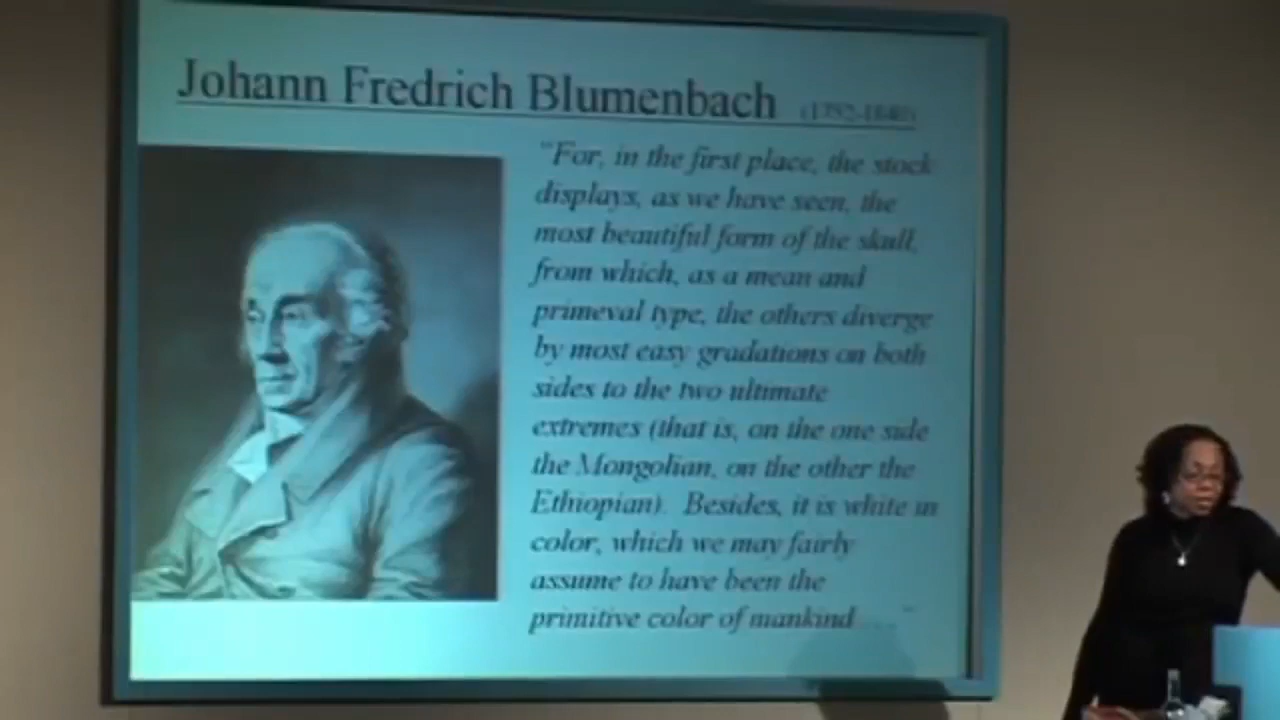 Johann Fredrich Blumenbach (1752-1840)
"For, in the first place, the stock
displays, as we have seen, the
most beautiful form of the skull,
from which, as a mean and
primeval type, the others diverge
by most easy gradations on both
sides to the two ultimate
extremes (that is, on the one side
the Mongolian, on the other the
Ethiopian). Besides, it is white in
color, which we may fairly
assume to have been the
primitive color of mankind....."